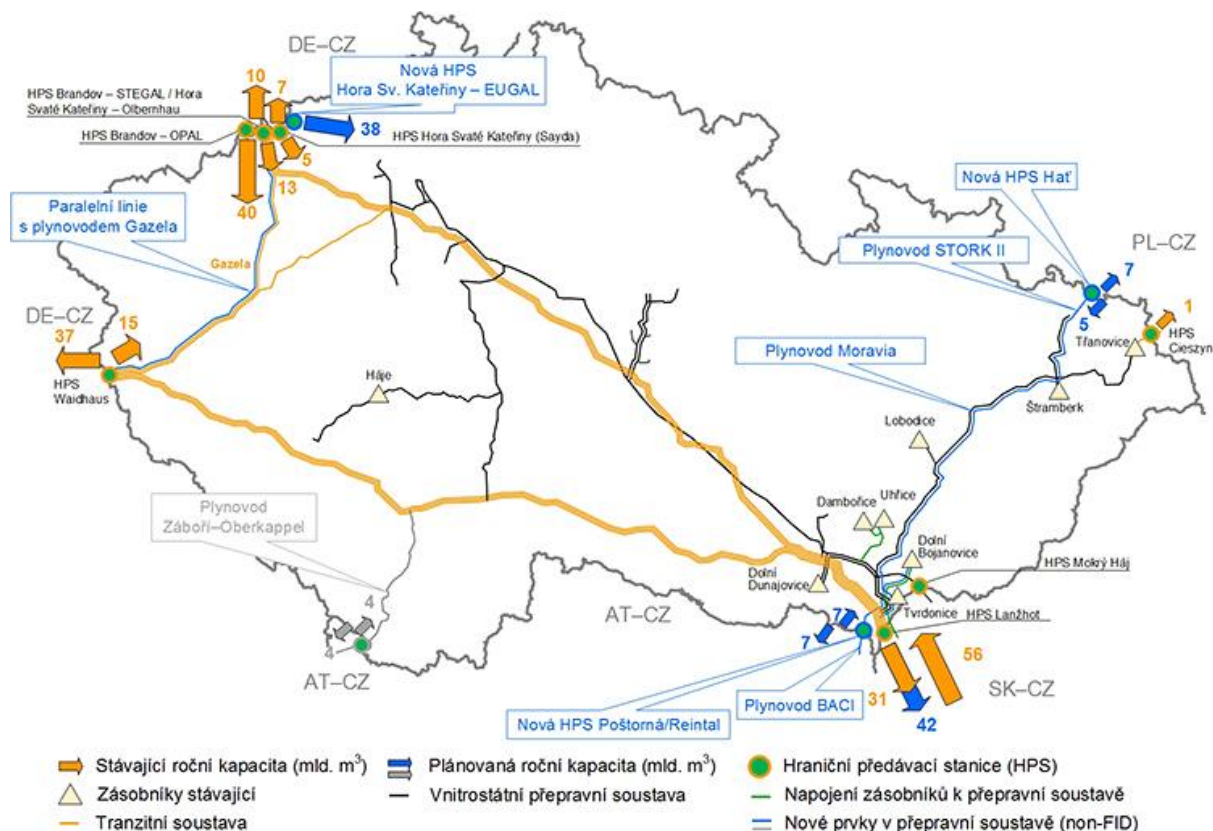 DE–CZ
10
7
Nová HPS
Hora Sv. Kateřiny – EUGAL
HPS Brandov – STEGAL / Hora
Svaté Kateřiny – Olbernhau
38
HPS Brandov – OPAL
HPS Hora Svaté Kateřiny (Sayda)
5
13
40
Paralelní linie
s plynovodem Gazela
Gazela
Nová HPS Hať
Plynovod STORK II
PL–CZ
7
5
1
HPS
Cieszyn
Třanovice
DE–CZ
37
15
HPS
Waidhaus
Plynovod Moravia
Háje
Štramberk
Lobodice
Plynovod
Záboří–Oberkappel
Dambořice
Uhřice
Dolní
Bojanovice
HPS Mokrý Háj
Dolní
Dunajovice
Tvrdonice
HPS Lanžhot
4
4
AT–CZ
AT–CZ
7
7
56
31
42
SK–CZ
Plynovod BACI
Nová HPS Poštorná/Reintal
Stávající roční kapacita (mld. m³)
Plánovaná roční kapacita (mld. m³)
Hraniční předávací stanice (HPS)
Zásobníky stávající
Vnitrostátní přepravní soustava
Napojení zásobníků k přepravní soustavě
Tranzitní soustava
Nové prvky v přepravní soustavě (non-FID)